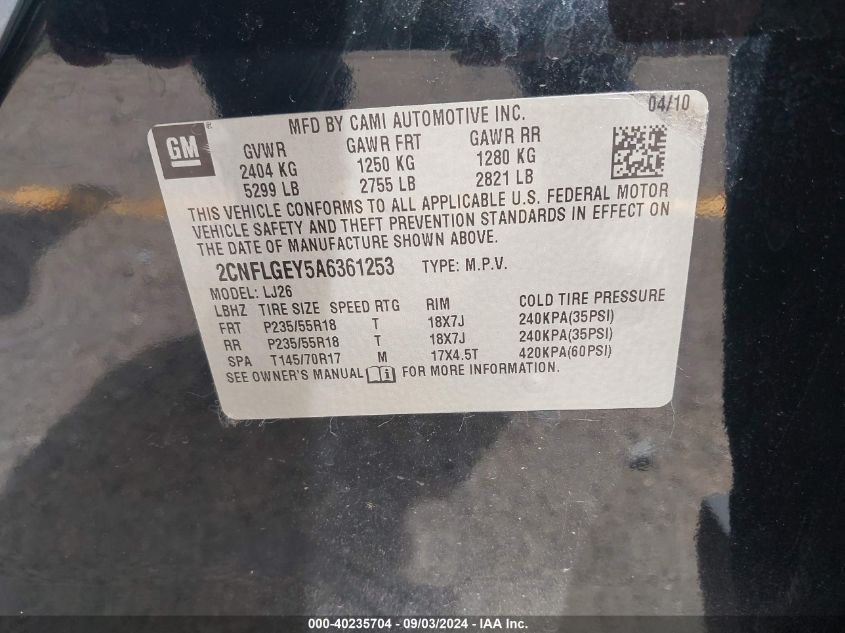 04/10
MFD BY CAMI AUTOMOTIVE INC.
GM ®
GVWR GAWR FRT GAWR RR
2404 KG 1250 KG 1280 KG
5299 LB 2755 LB 2821 LB
THIS VEHICLE CONFORMS TO ALL APPLICABLE U.S. FEDERAL MOTOR
VEHICLE SAFETY AND THEFT PREVENTION STANDARDS IN EFFECT ON
THE DATE OF MANUFACTURE SHOWN ABOVE.
2CNFLGEY5A6361253 TYPE: M.P.V.
MODEL: LJ26
LBHZ TIRE SIZE SPEED RTG RIM COLD TIRE PRESSURE
FRT P235/55R18 T 18X7J 240KPA(35PSI)
RR P235/55R18 T 18X7J 240KPA(35PSI)
SPA T145/70R17 M 17X4.5T 420KPA(60PSI)
SEE OWNER'S MANUAL FOR MORE INFORMATION.
000-40235704 - 09/03/2024 - IAA Inc.